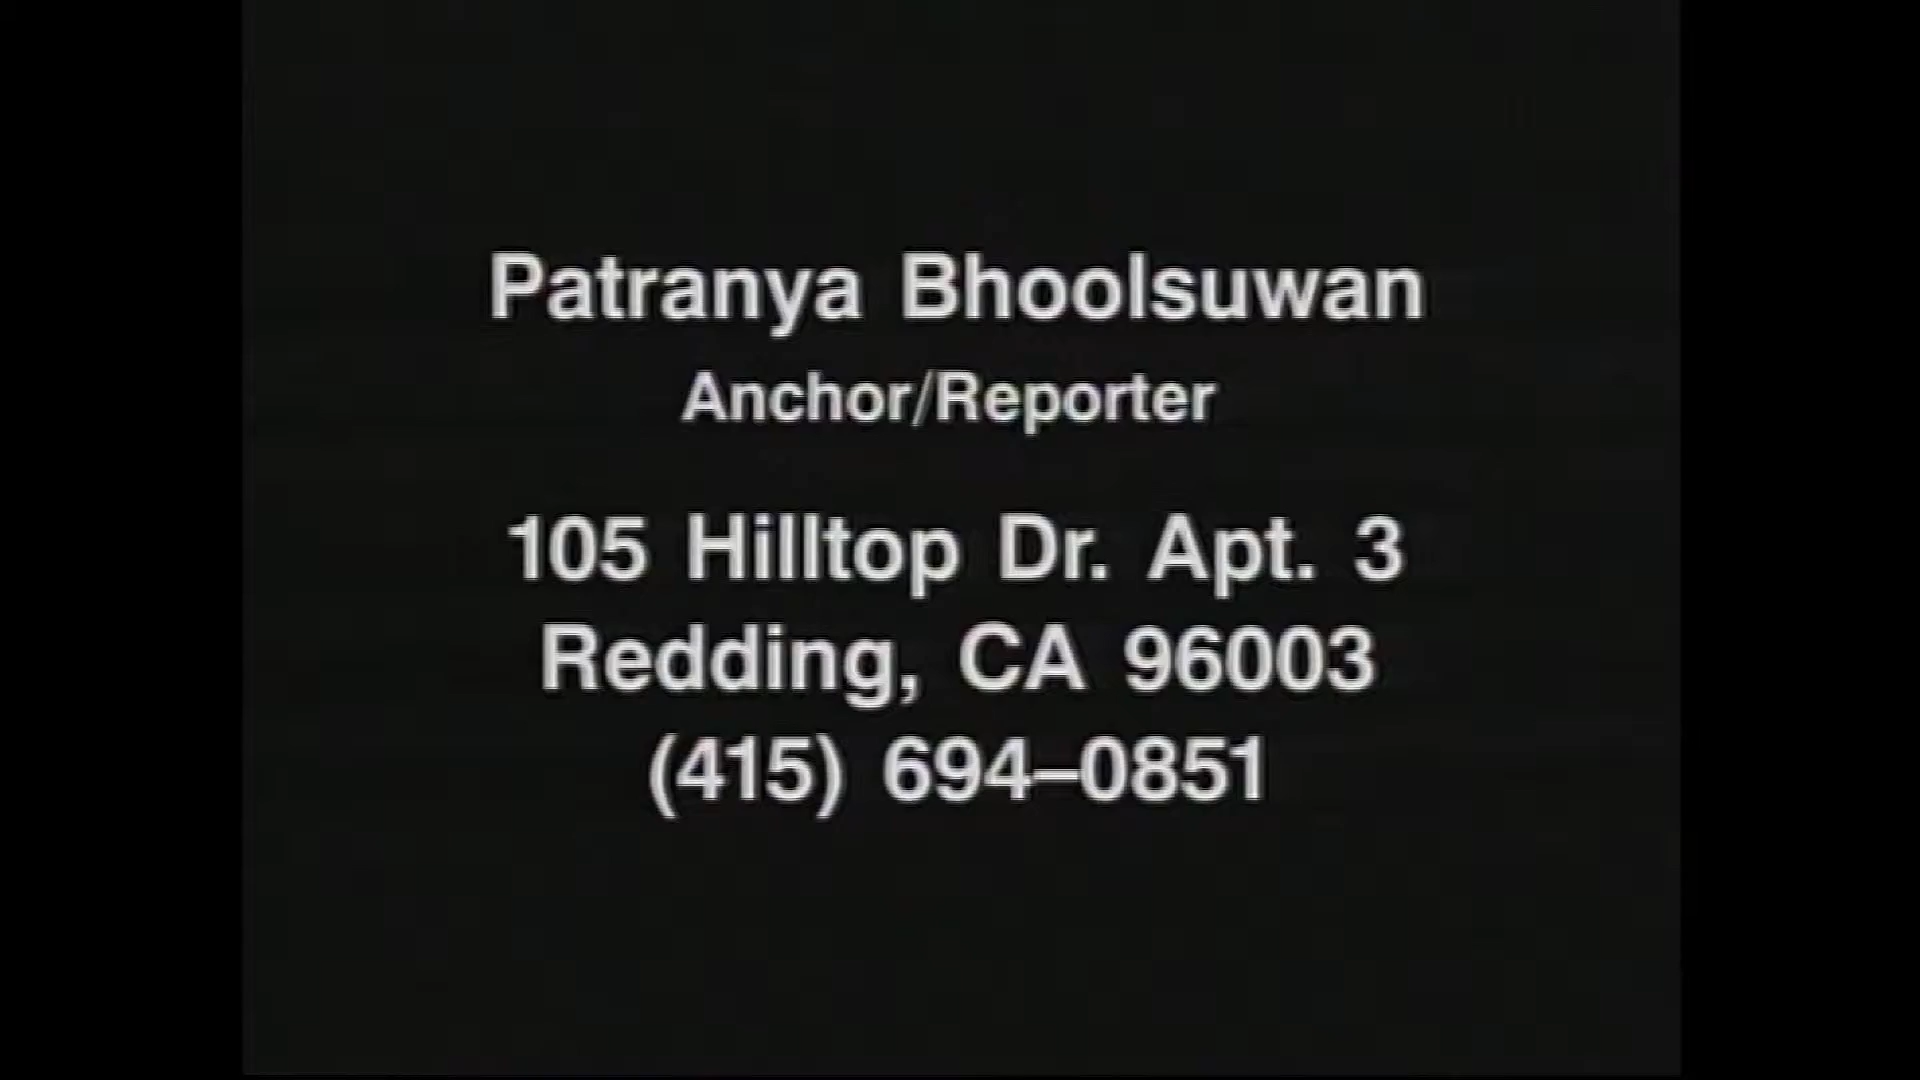 Patranya Bhoolsuwan
Anchor/Reporter
105 Hilltop Dr. Apt. 3
Redding, CA 96003
(415) 694–0851